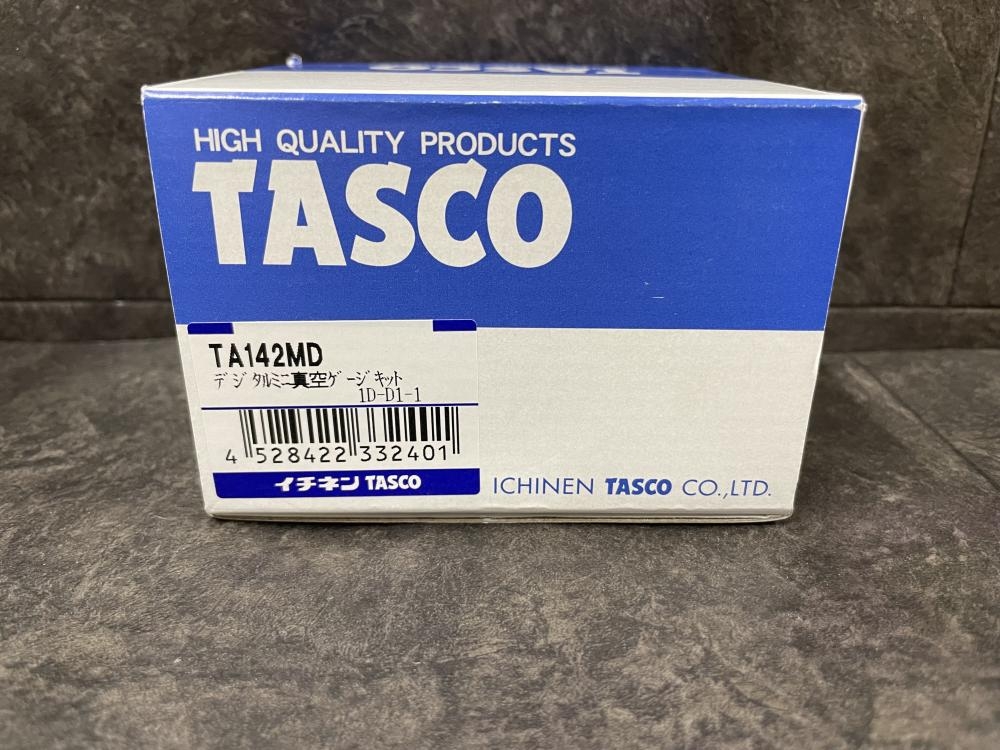 TASCO
HIGH QUALITY PRODUCTS
TASCO
TA142MD
デジタルミニ真空ゲージキット
1D-D1-1
4 528422 332401
イチネン TASCO
ICHINEN TASCO CO.,LTD.